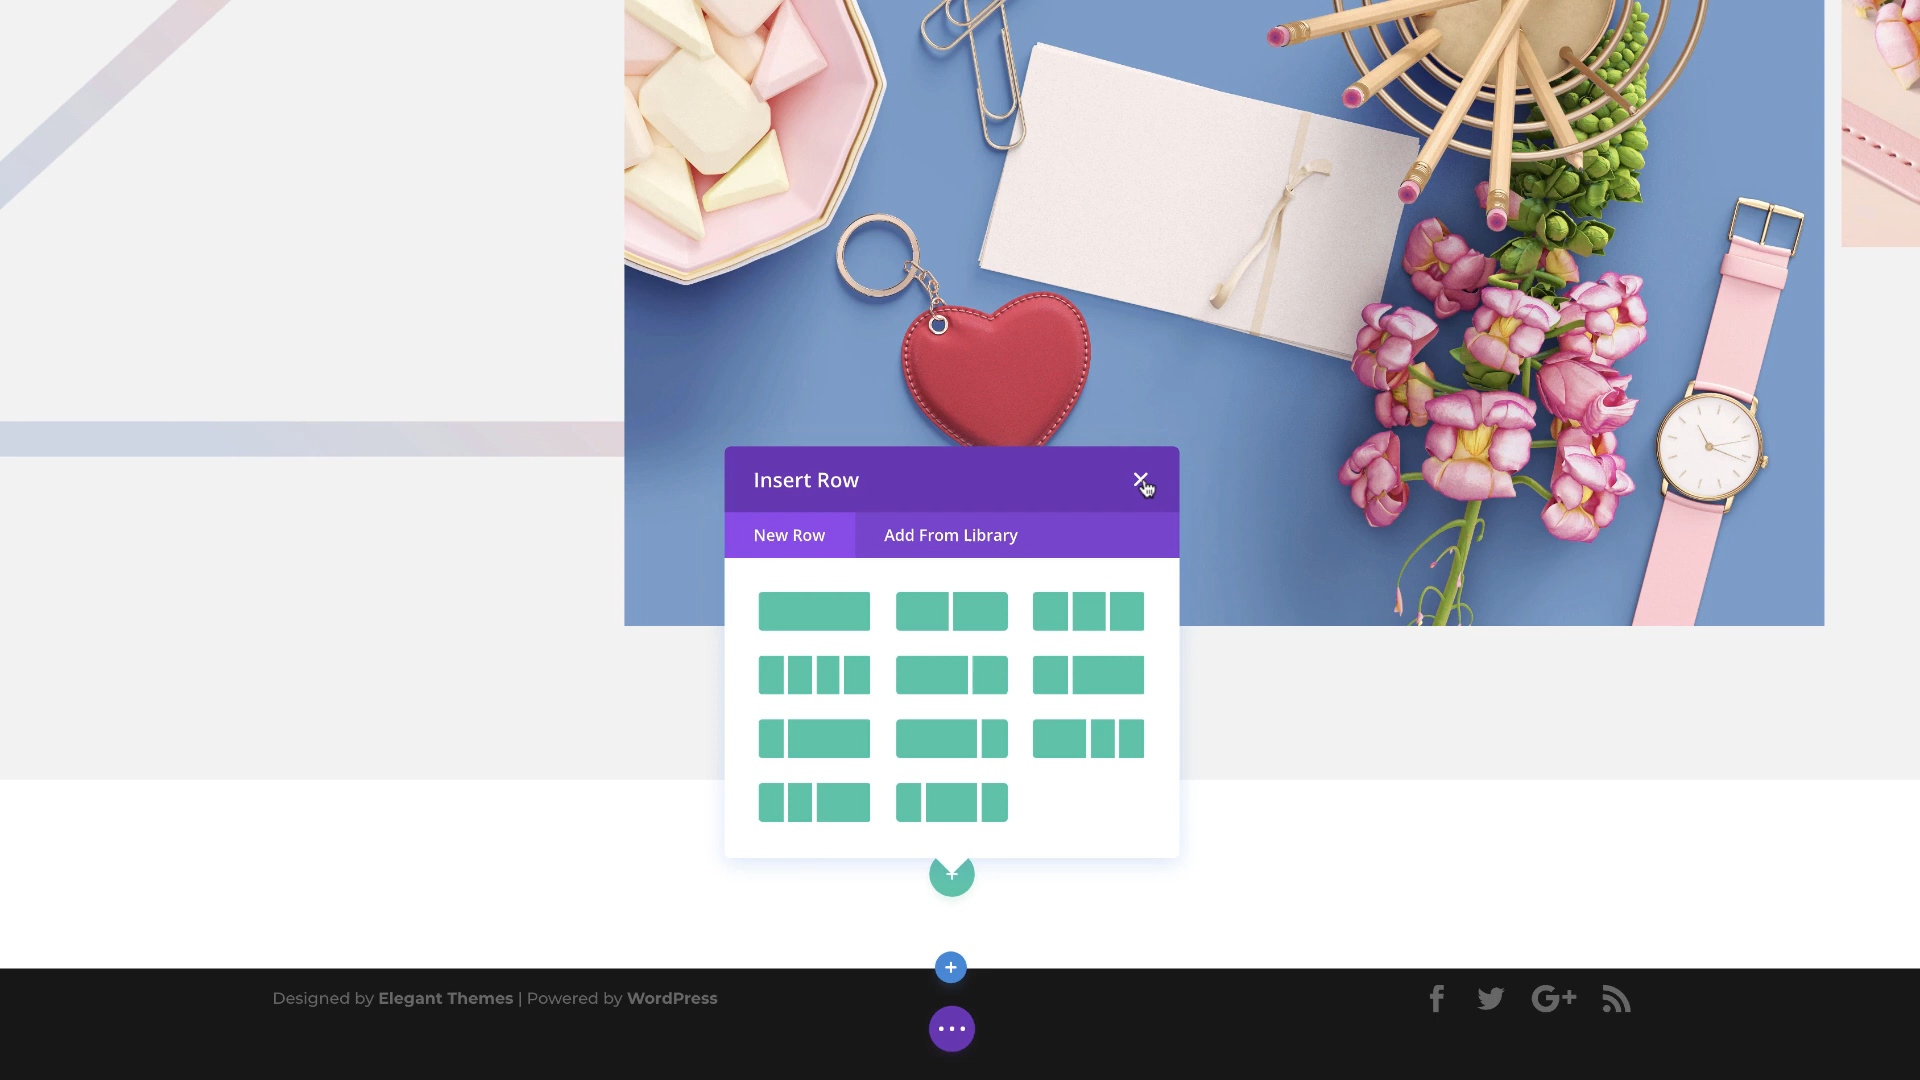 Insert Row
New Row
Add From Library
Designed by Elegant Themes | Powered by WordPress